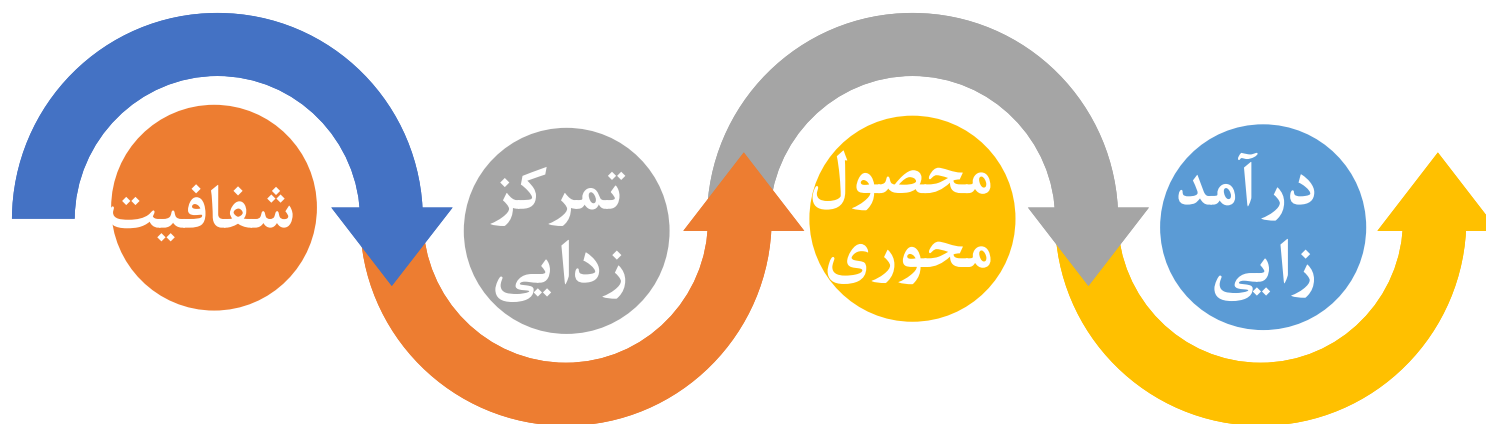 شفافیت
تمرکز
زدایی
محصول
محوری
درآمد
زایی